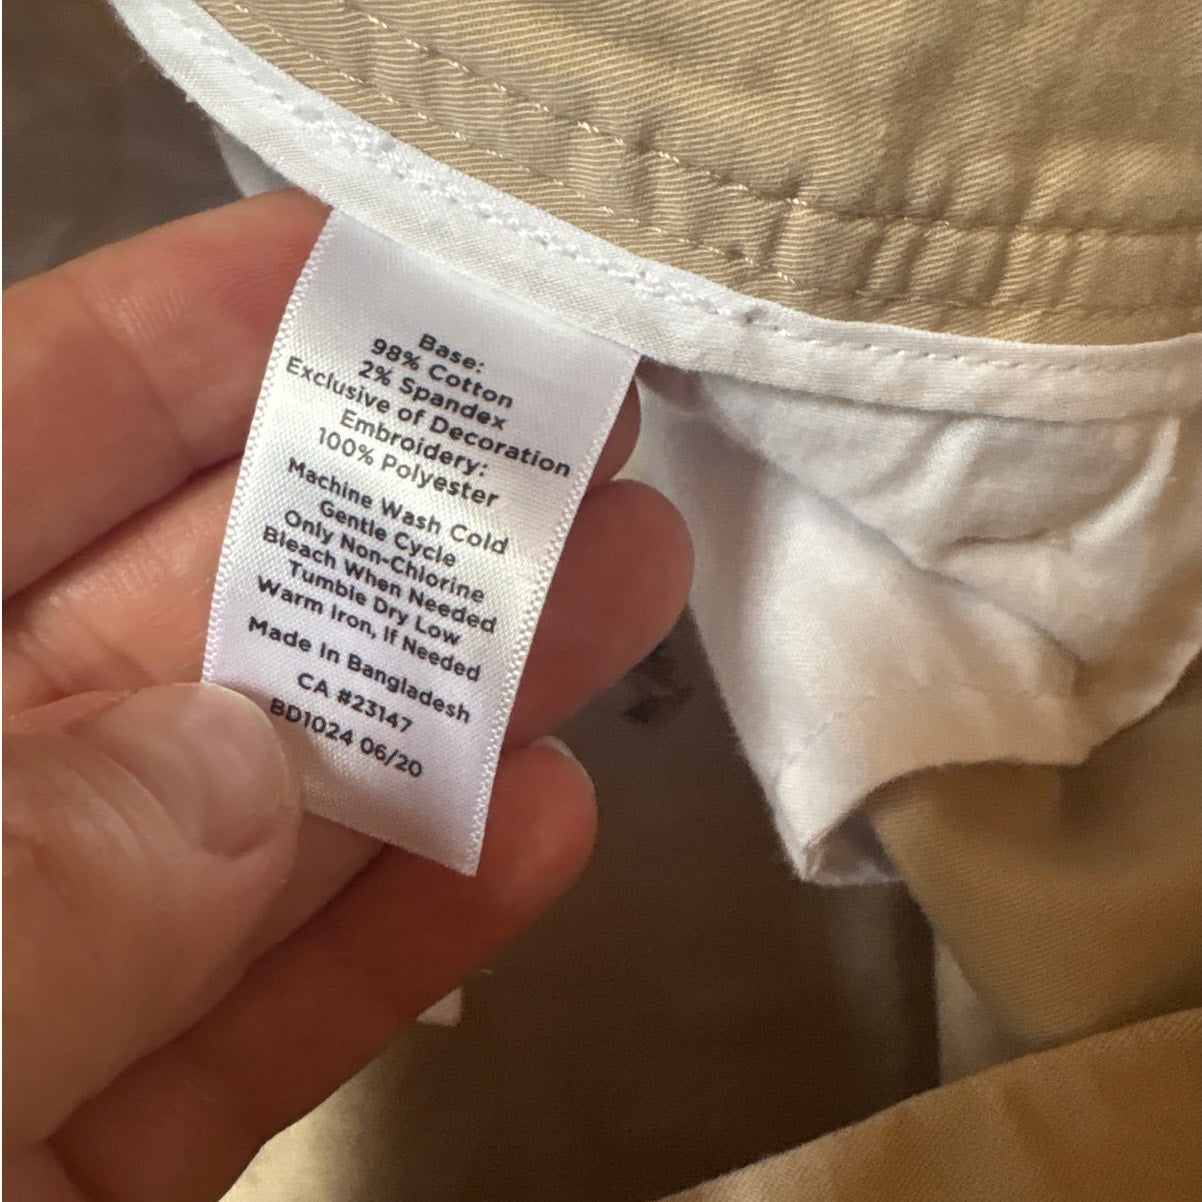 Base:
98% Cotton
2% Spandex
Exclusive of Decoration
Embroidery:
100% Polyester
Machine Wash Cold
Gentle Cycle
Only Non-Chlorine
Bleach When Needed
Tumble Dry Low
Warm Iron, If Needed
Made In Bangladesh
CA #23147
BD1024 06/20